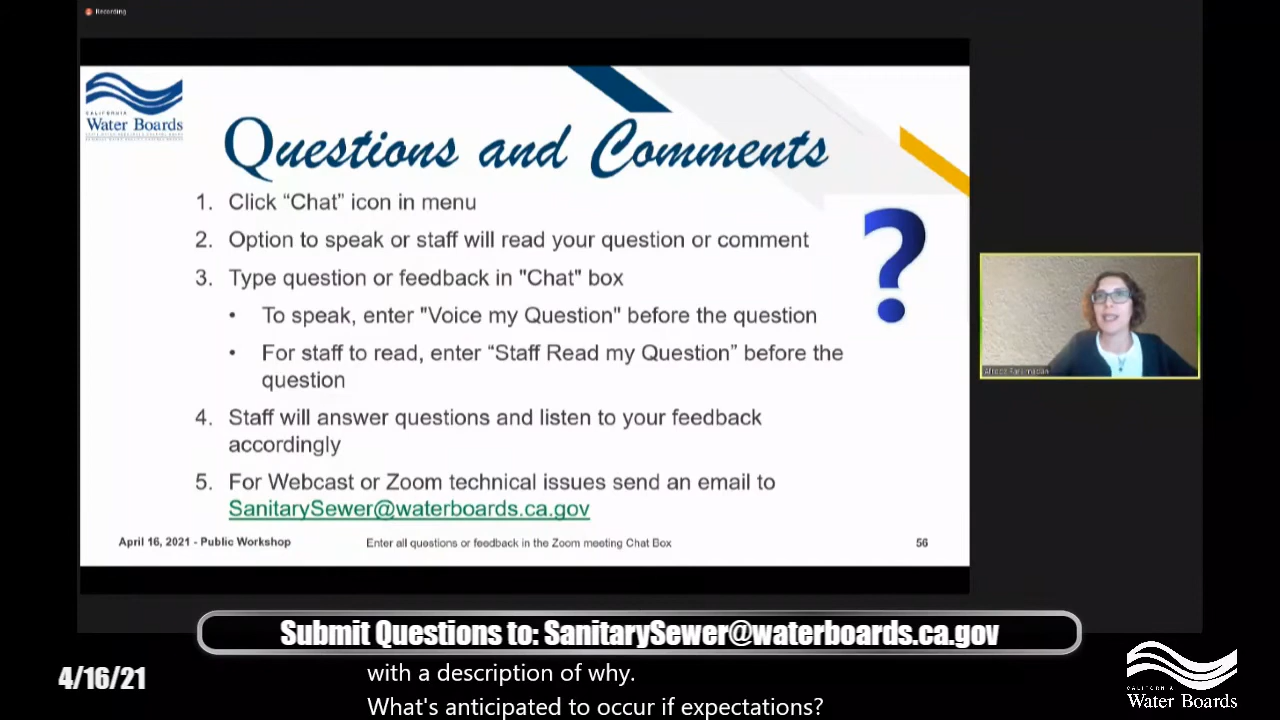 Recording
CALIFORNIA
Water Boards
Questions and Comments
1. Click “Chat” icon in menu
2. Option to speak or staff will read your question or comment
3. Type question or feedback in "Chat" box
• To speak, enter "Voice my Question" before the question
• For staff to read, enter “Staff Read my Question” before the
question
4. Staff will answer questions and listen to your feedback
accordingly
5. For Webcast or Zoom technical issues send an email to
SanitarySewer@waterboards.ca.gov
?
April 16, 2021 - Public Workshop
Enter all questions or feedback in the Zoom meeting Chat Box
56
Submit Questions to: SanitarySewer@waterboards.ca.gov
4/16/21
with a description of why.
What's anticipated to occur if expectations?
CALIFORNIA
Water Boards